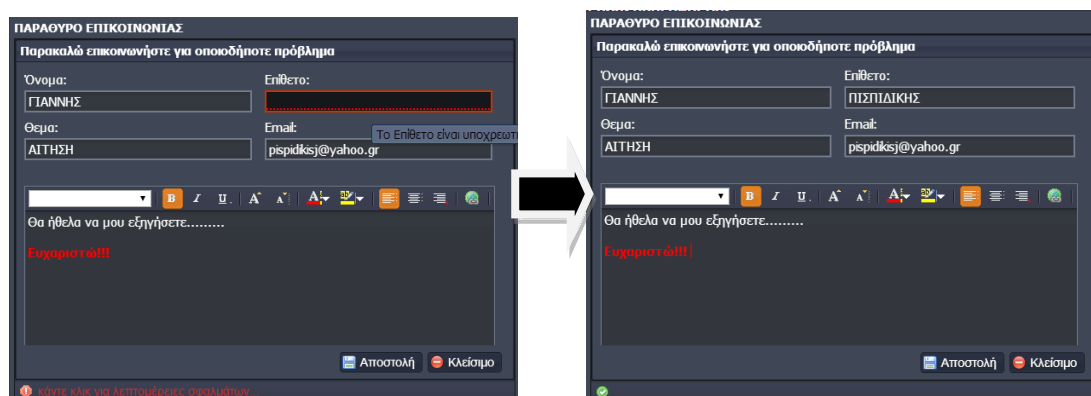 ΠΑΡΑΘΥΡΟ ΕΠΙΚΟΙΝΩΝΙΑΣ
Παρακαλώ επικοινωνήστε για οποιοδήποτε πρόβλημα
Όνομα: Επίθετο:
ΓΙΑΝΝΗΣ
Το Επίθετο είναι
Θεμα: Email:
ΑΙΤΗΣΗ pispidikisj@yahoo.gr
B I U A A A
Θα ήθελα να μου εξηγήσετε.........
Ευχαριστώ!!!
Αποστολή Κλείσιμο
κάντε κλικ για λεπτομέρειες σφαλμάτων
ΠΑΡΑΘΥΡΟ ΕΠΙΚΟΙΝΩΝΙΑΣ
Παρακαλώ επικοινωνήστε για οποιοδήποτε πρόβλημα
Όνομα: Επίθετο:
ΓΙΑΝΝΗΣ ΠΙΣΠΙΔΙΚΗΣ
Θεμα: Email:
ΑΙΤΗΣΗ pispidikisj@yahoo.gr
B I U A A A
Θα ήθελα να μου εξηγήσετε.........
Ευχαριστώ!!!
Αποστολή Κλείσιμο